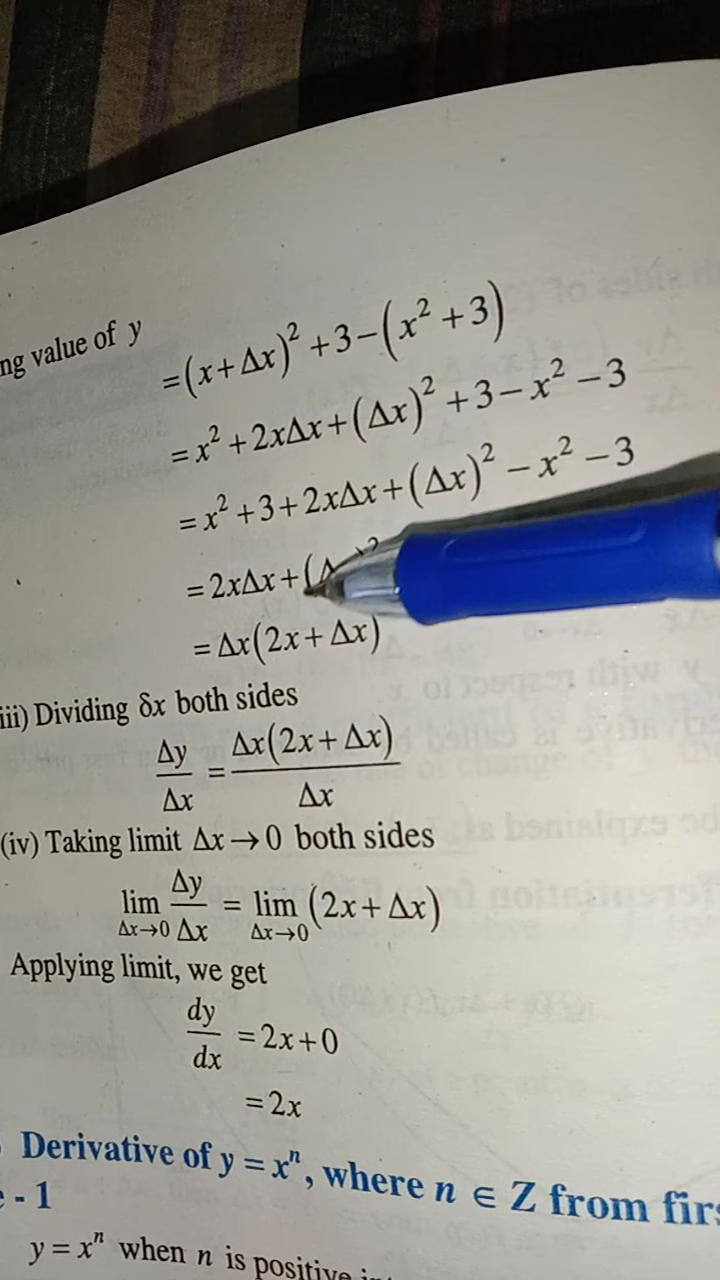 ng value of y
=(x+Δx)² +3−(x² +3)
= x² + 2xΔx+(Δx)² +3− x² −3
= x² +3+2xΔx+(Δx)² − x² −3
= 2xΔx+(
= Δx(2x+Δx)
iii) Dividing δx both sides
Δy/Δx = Δx(2x+Δx)/Δx
(iv) Taking limit Δx→0 both sides
lim Δx→0 Δy/Δx = lim Δx→0 (2x+Δx)
Applying limit, we get
dy/dx = 2x+0
= 2x
Derivative of y = xⁿ, where n ∈ Z from firs
- 1
y = xⁿ when n is positive